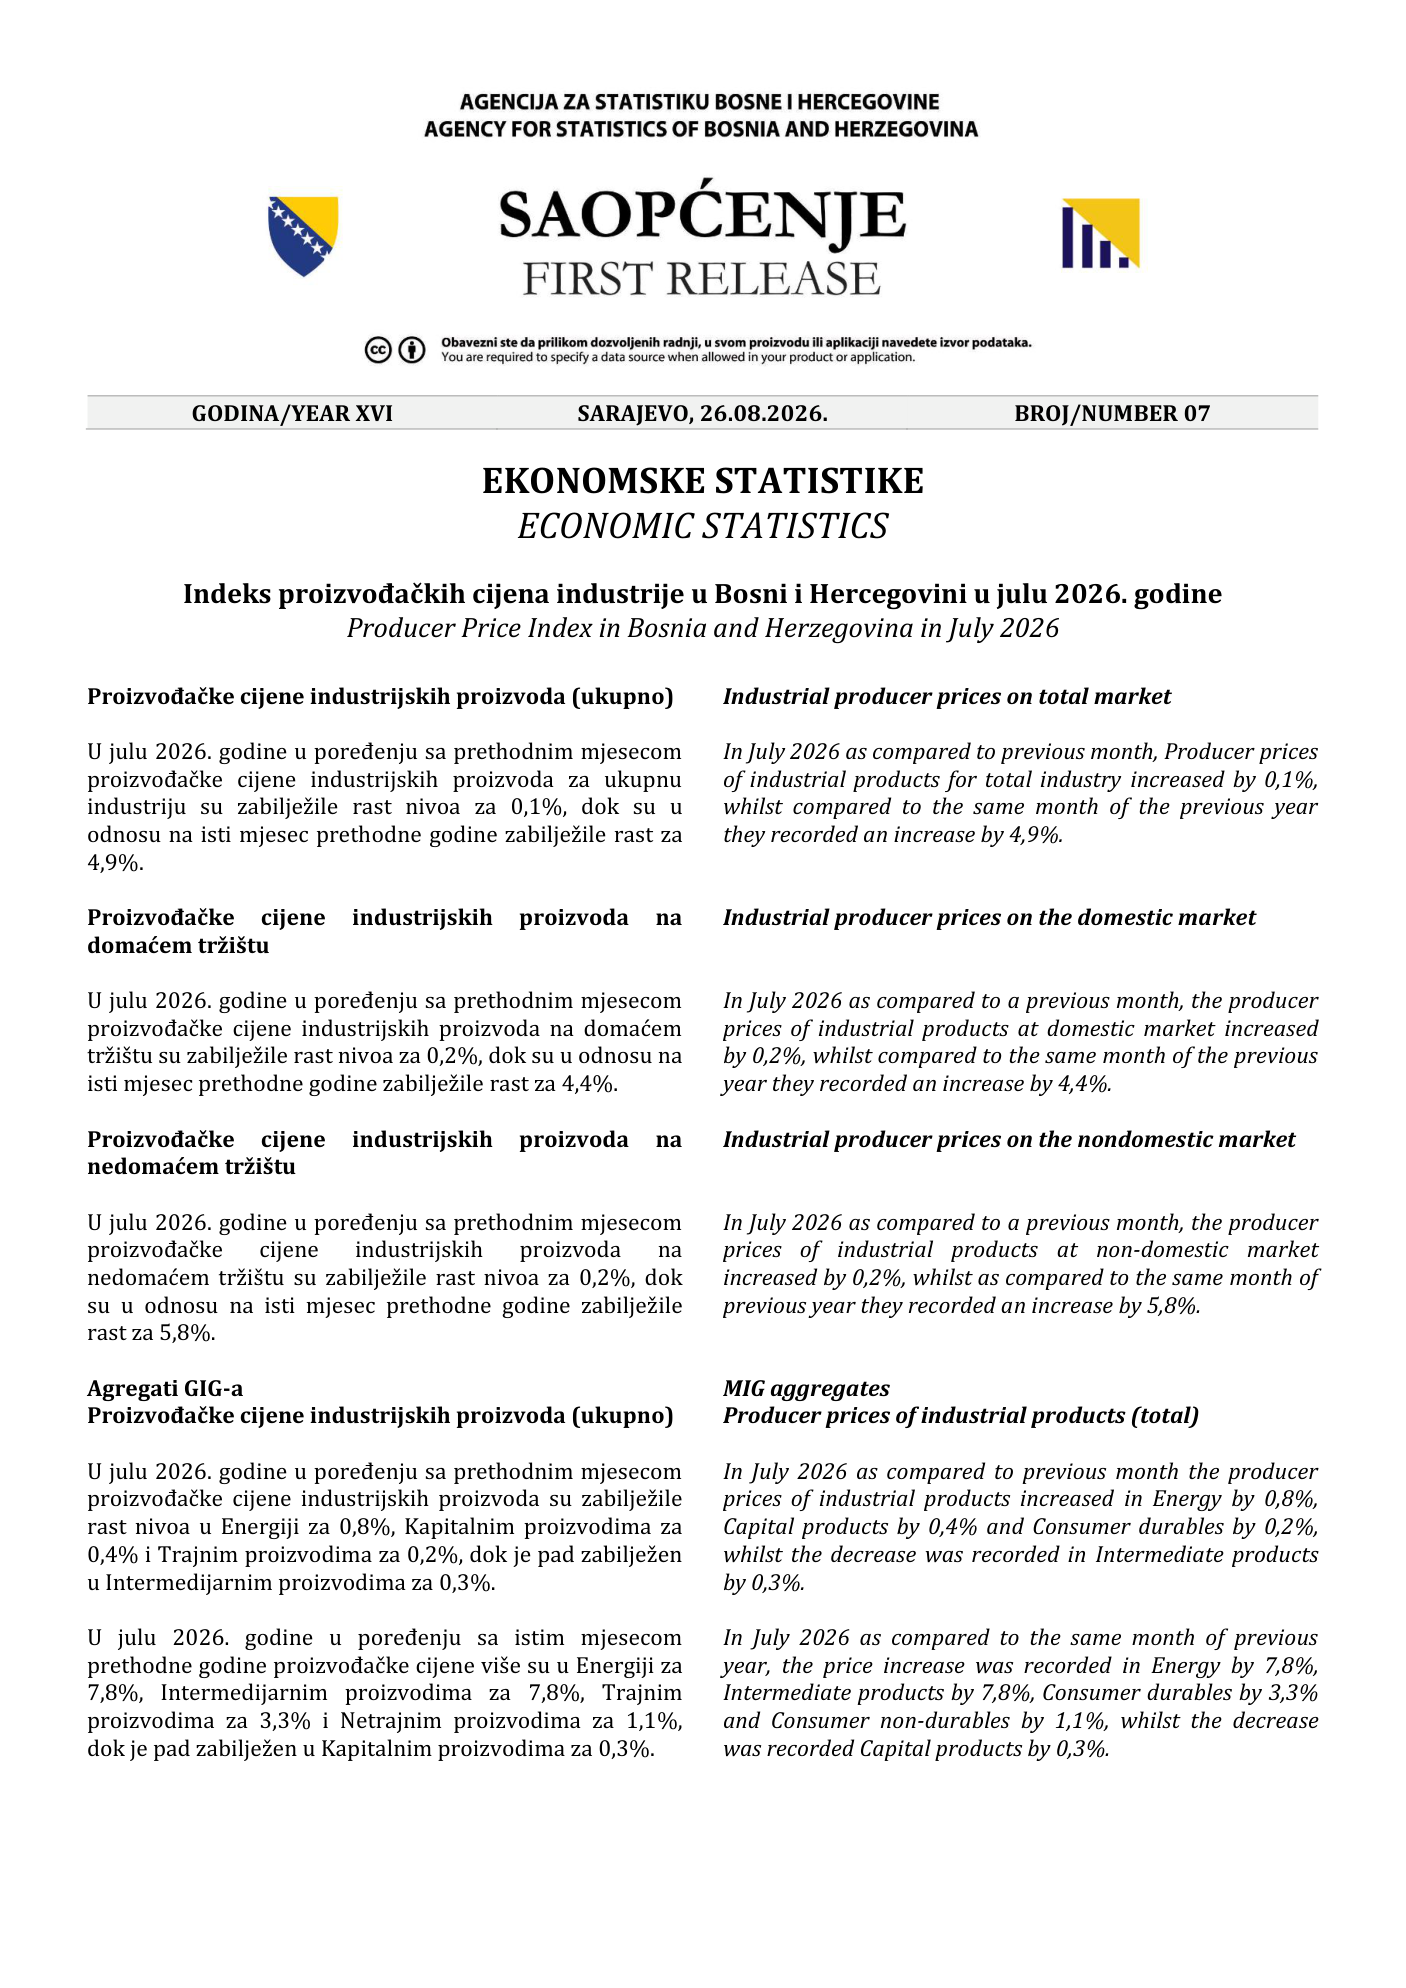 AGENCIJA ZA STATISTIKU BOSNE I HERCEGOVINE
AGENCY FOR STATISTICS OF BOSNIA AND HERZEGOVINA
SAOPĆENJE
FIRST RELEASE
cc
Obavezni ste da prilikom dozvoljenih radnji, u svom proizvodu ili aplikaciji navedete izvor podataka.
You are required to specify a data source when allowed in your product or application.
GODINA/YEAR XVI SARAJEVO, 26.08.2026. BROJ/NUMBER 07
EKONOMSKE STATISTIKE
ECONOMIC STATISTICS
Indeks proizvođačkih cijena industrije u Bosni i Hercegovini u julu 2026. godine
Producer Price Index in Bosnia and Herzegovina in July 2026
Proizvođačke cijene industrijskih proizvoda (ukupno)
U julu 2026. godine u poređenju sa prethodnim mjesecom
proizvođačke cijene industrijskih proizvoda za ukupnu
industriju su zabilježile rast nivoa za 0,1%, dok su u
odnosu na isti mjesec prethodne godine zabilježile rast za
4,9%.
Industrial producer prices on total market
In July 2026 as compared to previous month, Producer prices
of industrial products for total industry increased by 0,1%,
whilst compared to the same month of the previous year
they recorded an increase by 4,9%.
Proizvođačke cijene industrijskih proizvoda na
domaćem tržištu
U julu 2026. godine u poređenju sa prethodnim mjesecom
proizvođačke cijene industrijskih proizvoda na domaćem
tržištu su zabilježile rast nivoa za 0,2%, dok su u odnosu na
isti mjesec prethodne godine zabilježile rast za 4,4%.
Industrial producer prices on the domestic market
In July 2026 as compared to a previous month, the producer
prices of industrial products at domestic market increased
by 0,2%, whilst compared to the same month of the previous
year they recorded an increase by 4,4%.
Proizvođačke cijene industrijskih proizvoda na
nedomaćem tržištu
U julu 2026. godine u poređenju sa prethodnim mjesecom
proizvođačke cijene industrijskih proizvoda na
nedomaćem tržištu su zabilježile rast nivoa za 0,2%, dok
su u odnosu na isti mjesec prethodne godine zabilježile
rast za 5,8%.
Industrial producer prices on the nondomestic market
In July 2026 as compared to a previous month, the producer
prices of industrial products at non-domestic market
increased by 0,2%, whilst as compared to the same month of
previous year they recorded an increase by 5,8%.
Agregati GIG-a
Proizvođačke cijene industrijskih proizvoda (ukupno)
U julu 2026. godine u poređenju sa prethodnim mjesecom
proizvođačke cijene industrijskih proizvoda su zabilježile
rast nivoa u Energiji za 0,8%, Kapitalnim proizvodima za
0,4% i Trajnim proizvodima za 0,2%, dok je pad zabilježen
u Intermedijarnim proizvodima za 0,3%.
U julu 2026. godine u poređenju sa istim mjesecom
prethodne godine proizvođačke cijene više su u Energiji za
7,8%, Intermedijarnim proizvodima za 7,8%, Trajnim
proizvodima za 3,3% i Netrajnim proizvodima za 1,1%,
dok je pad zabilježen u Kapitalnim proizvodima za 0,3%.
MIG aggregates
Producer prices of industrial products (total)
In July 2026 as compared to previous month the producer
prices of industrial products increased in Energy by 0,8%,
Capital products by 0,4% and Consumer durables by 0,2%,
whilst the decrease was recorded in Intermediate products
by 0,3%.
In July 2026 as compared to the same month of previous
year, the price increase was recorded in Energy by 7,8%,
Intermediate products by 7,8%, Consumer durables by 3,3%
and Consumer non-durables by 1,1%, whilst the decrease
was recorded Capital products by 0,3%.